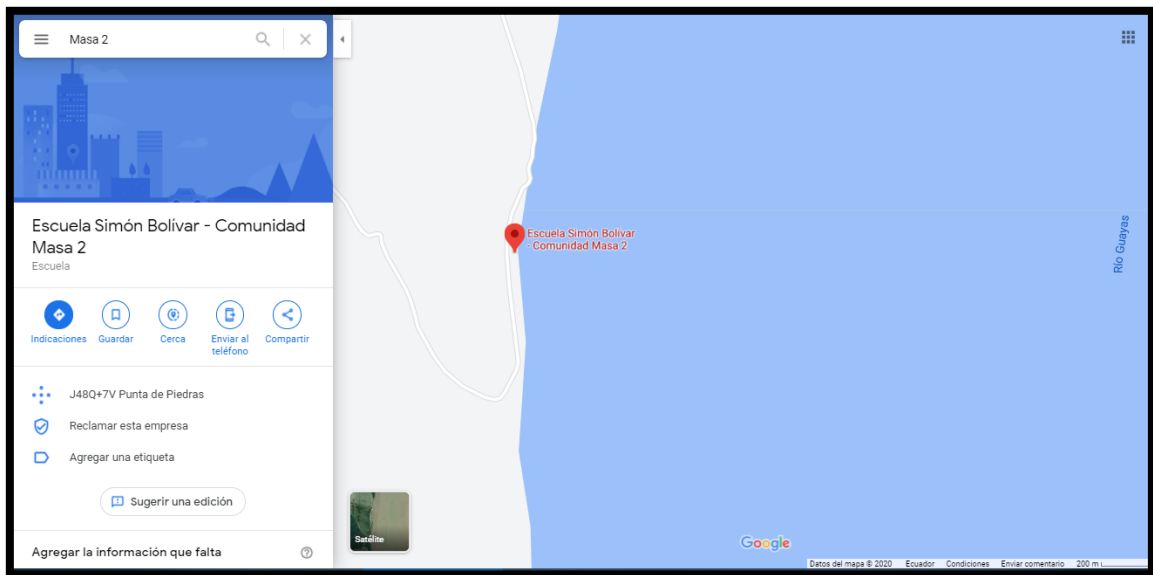 Masa 2
Escuela Simón Bolívar - Comunidad
Masa 2
Escuela
Indicaciones
Guardar
Cerca
Enviar al
teléfono
Compartir
J48Q+7V Punta de Piedras
Reclamar esta empresa
Agregar una etiqueta
Sugerir una edición
Agregar la información que falta
Escuela Simón Bolívar
- Comunidad Masa 2
Río Guayas
Satélite
Google
Datos del mapa © 2020 Ecuador Condiciones Enviar comentario 200 m